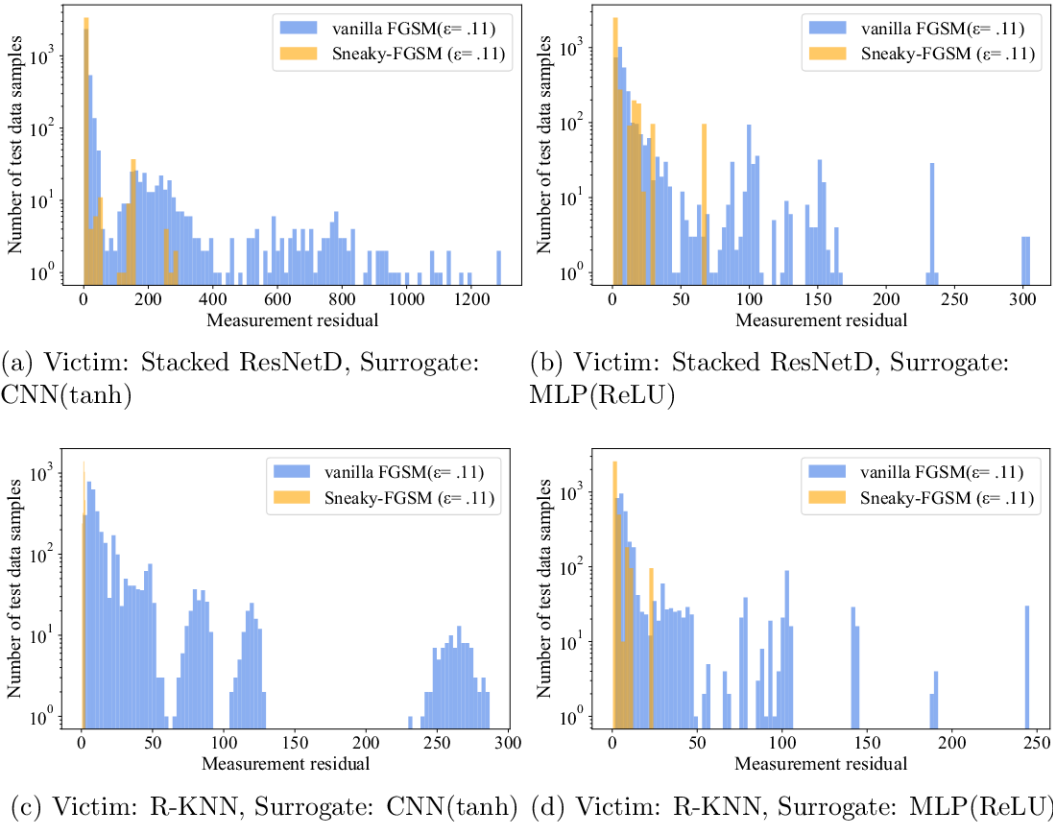 vanilla FGSM(ε= .11)
Sneaky-FGSM (ε= .11)
Number of test data samples
10³
10²
10¹
10⁰
0 200 400 600 800 1000 1200
Measurement residual
(a) Victim: Stacked ResNetD, Surrogate:
CNN(tanh)
vanilla FGSM(ε= .11)
Sneaky-FGSM (ε= .11)
Number of test data samples
10³
10²
10¹
10⁰
0 50 100 150 200 250 300
Measurement residual
(b) Victim: Stacked ResNetD, Surrogate:
MLP(ReLU)
vanilla FGSM(ε= .11)
Sneaky-FGSM (ε= .11)
Number of test data samples
10³
10²
10¹
10⁰
0 50 100 150 200 250 300
Measurement residual
(c) Victim: R-KNN, Surrogate: CNN(tanh)
vanilla FGSM(ε= .11)
Sneaky-FGSM (ε= .11)
Number of test data samples
10³
10²
10¹
10⁰
0 50 100 150 200 250
Measurement residual
(d) Victim: R-KNN, Surrogate: MLP(ReLU)